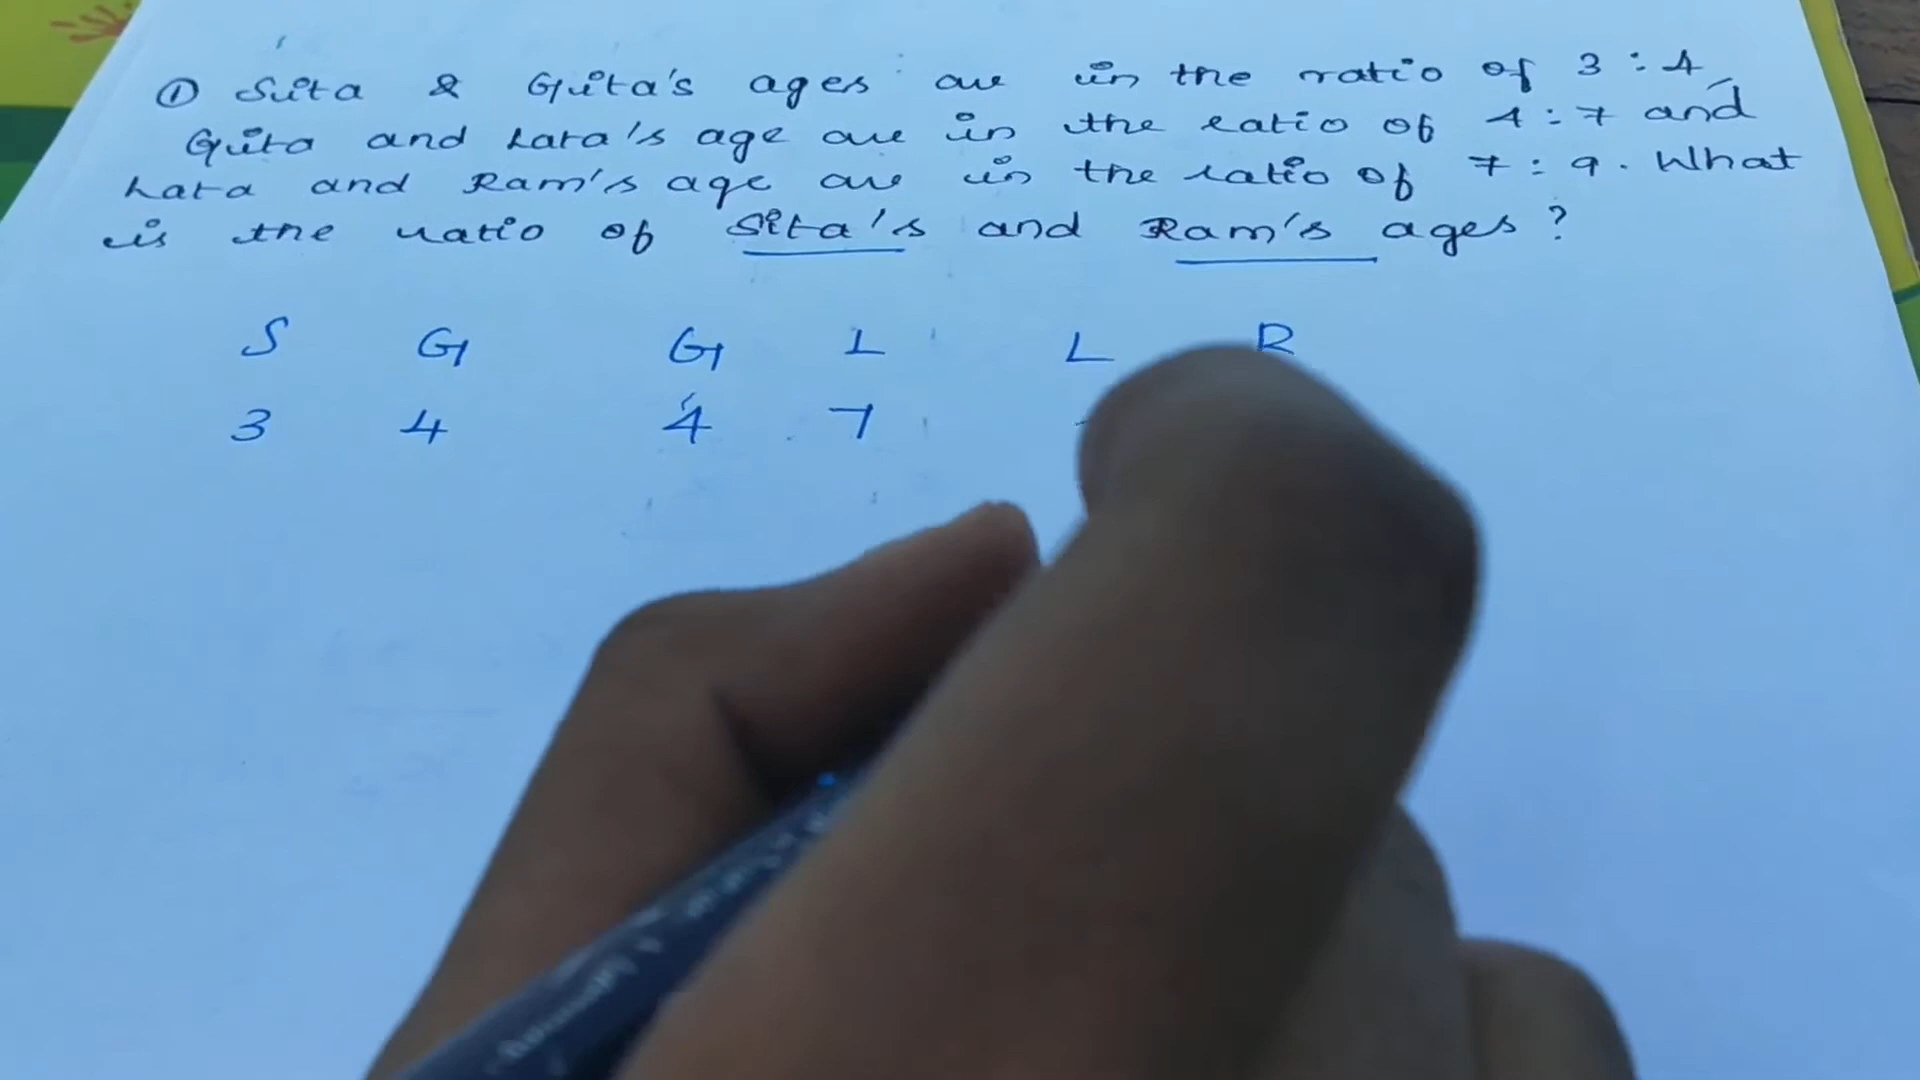 ① Sita & Gita's ages are in the ratio of 3 : 4,
Gita and Lata's age are in the ratio of 4 : 7 and
Lata and Ram's age are in the ratio of 7 : 9. What
is the ratio of Sita's and Ram's ages ?
S G G L L R
3 4 4 7